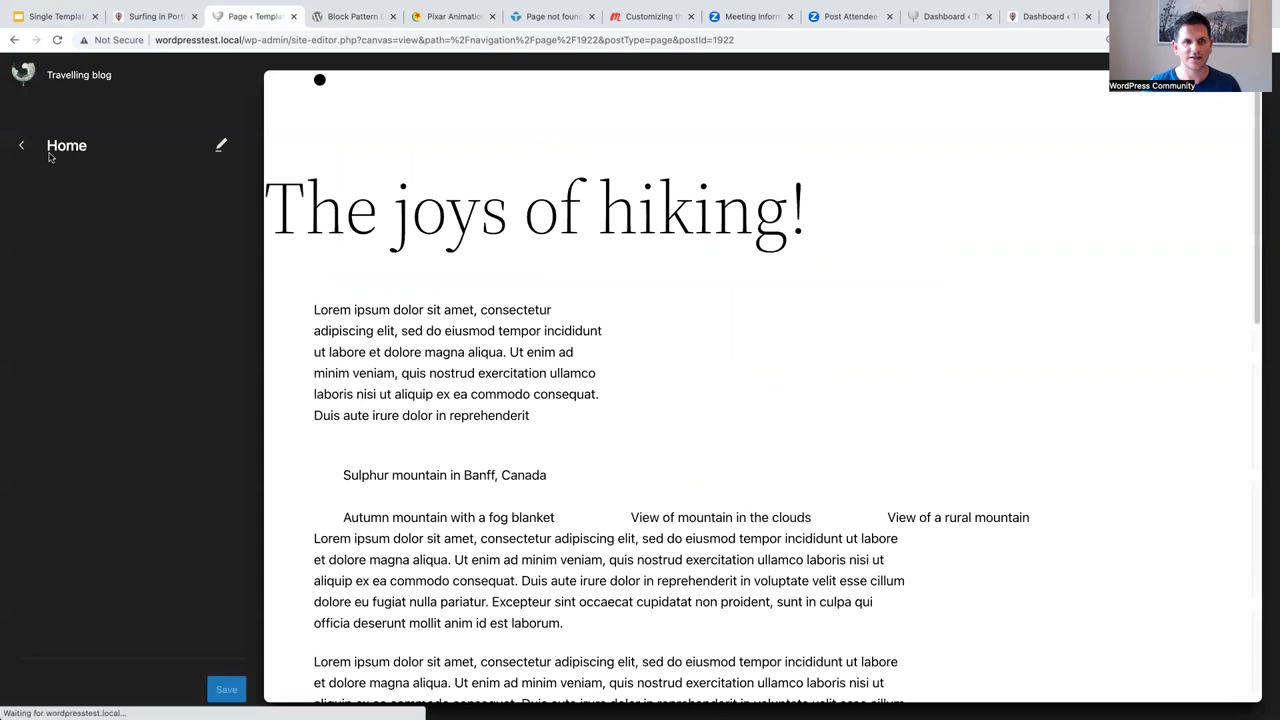 Single Templat
Surfing in Port
Page ‹ Templat
Block Pattern D
Pixar Animation
Page not found
Customizing th
Meeting Inform
Post Attendee
Dashboard ‹ T
Dashboard ‹ T
Not Secure
wordpresstest.local/wp-admin/site-editor.php?canvas=view&path=%2Fnavigation%2Fpage%2F1922&postType=page&postId=1922
WordPress Community
Travelling blog
Home
The joys of hiking!
Lorem ipsum dolor sit amet, consectetur
adipiscing elit, sed do eiusmod tempor incididunt
ut labore et dolore magna aliqua. Ut enim ad
minim veniam, quis nostrud exercitation ullamco
laboris nisi ut aliquip ex ea commodo consequat.
Duis aute irure dolor in reprehenderit
Sulphur mountain in Banff, Canada
Autumn mountain with a fog blanket
View of mountain in the clouds
View of a rural mountain
Lorem ipsum dolor sit amet, consectetur adipiscing elit, sed do eiusmod tempor incididunt ut labore
et dolore magna aliqua. Ut enim ad minim veniam, quis nostrud exercitation ullamco laboris nisi ut
aliquip ex ea commodo consequat. Duis aute irure dolor in reprehenderit in voluptate velit esse cillum
dolore eu fugiat nulla pariatur. Excepteur sint occaecat cupidatat non proident, sunt in culpa qui
officia deserunt mollit anim id est laborum.
Lorem ipsum dolor sit amet, consectetur adipiscing elit, sed do eiusmod tempor incididunt ut labore
et dolore magna aliqua. Ut enim ad minim veniam, quis nostrud exercitation ullamco laboris nisi ut
Save
Waiting for wordpresstest.local...